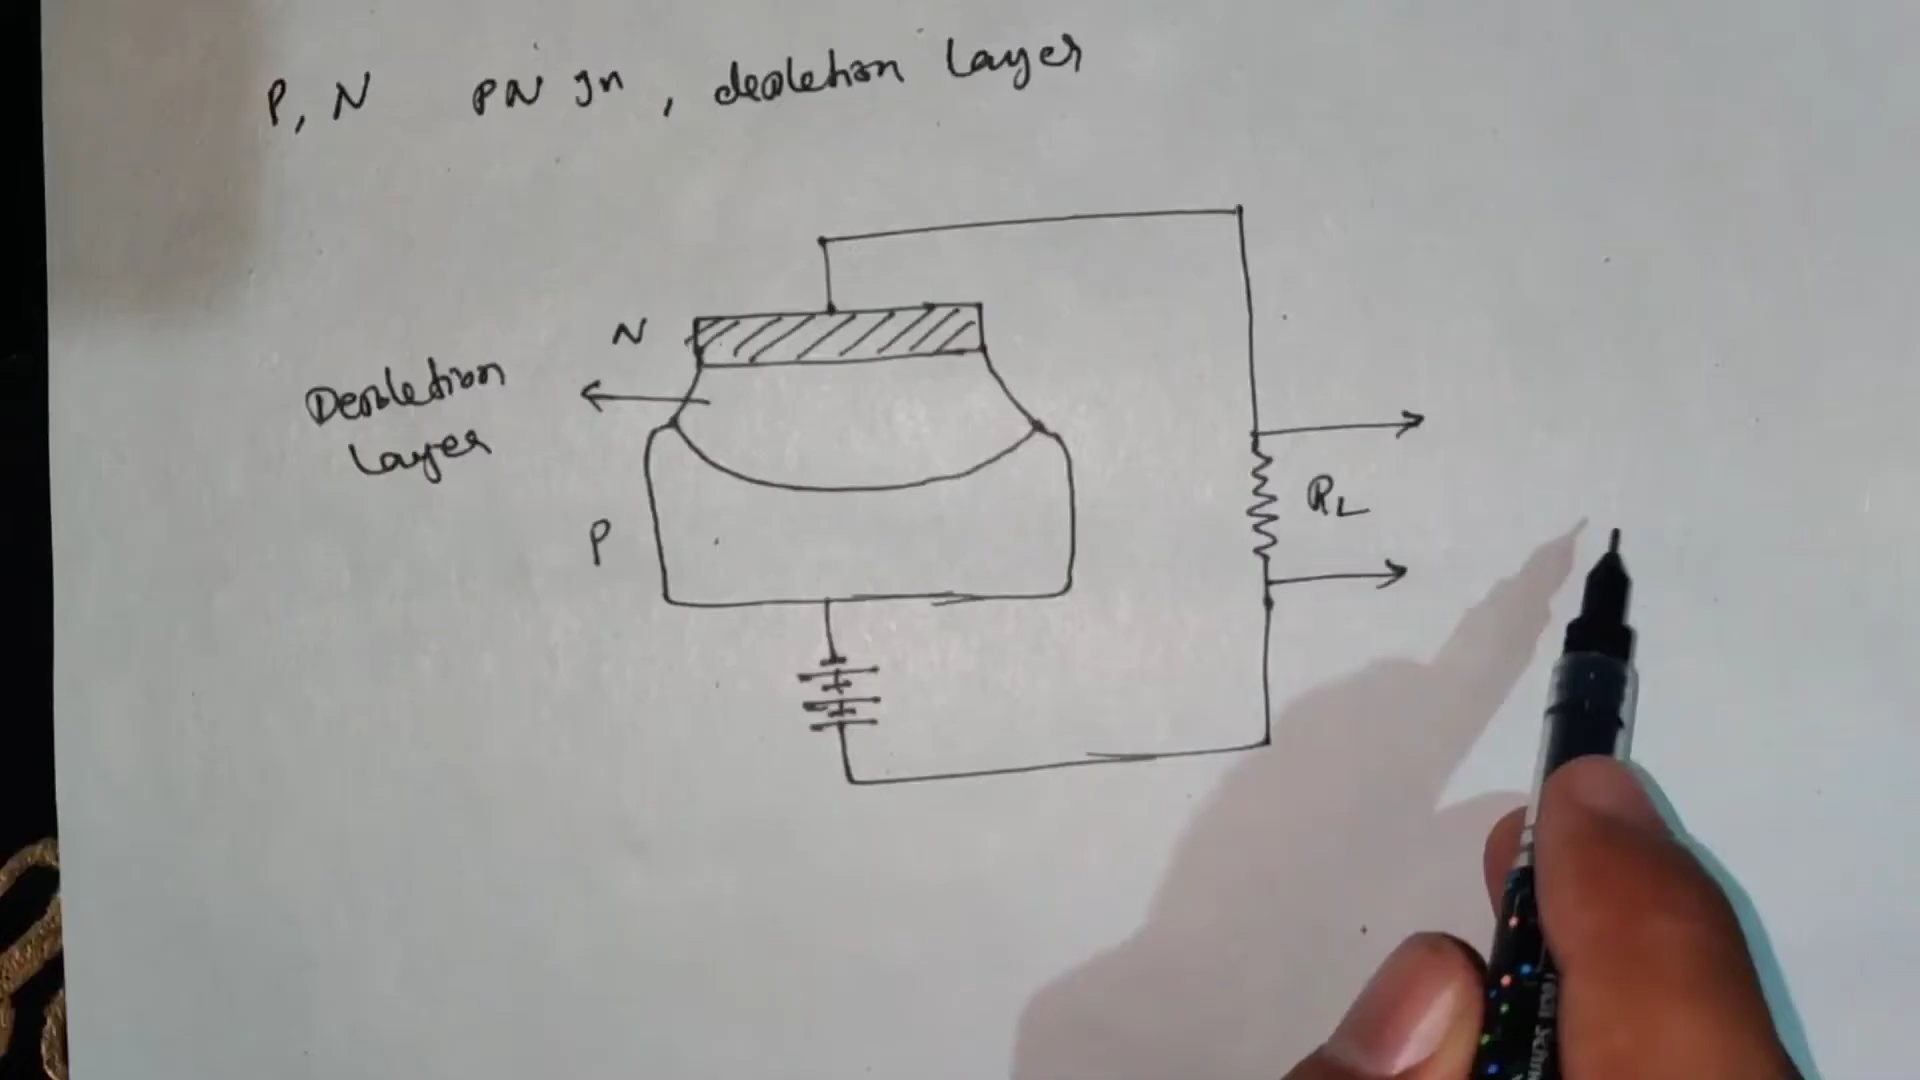 P, N PN Jn, depletion layer
N
Depletion
Layer
P
RL